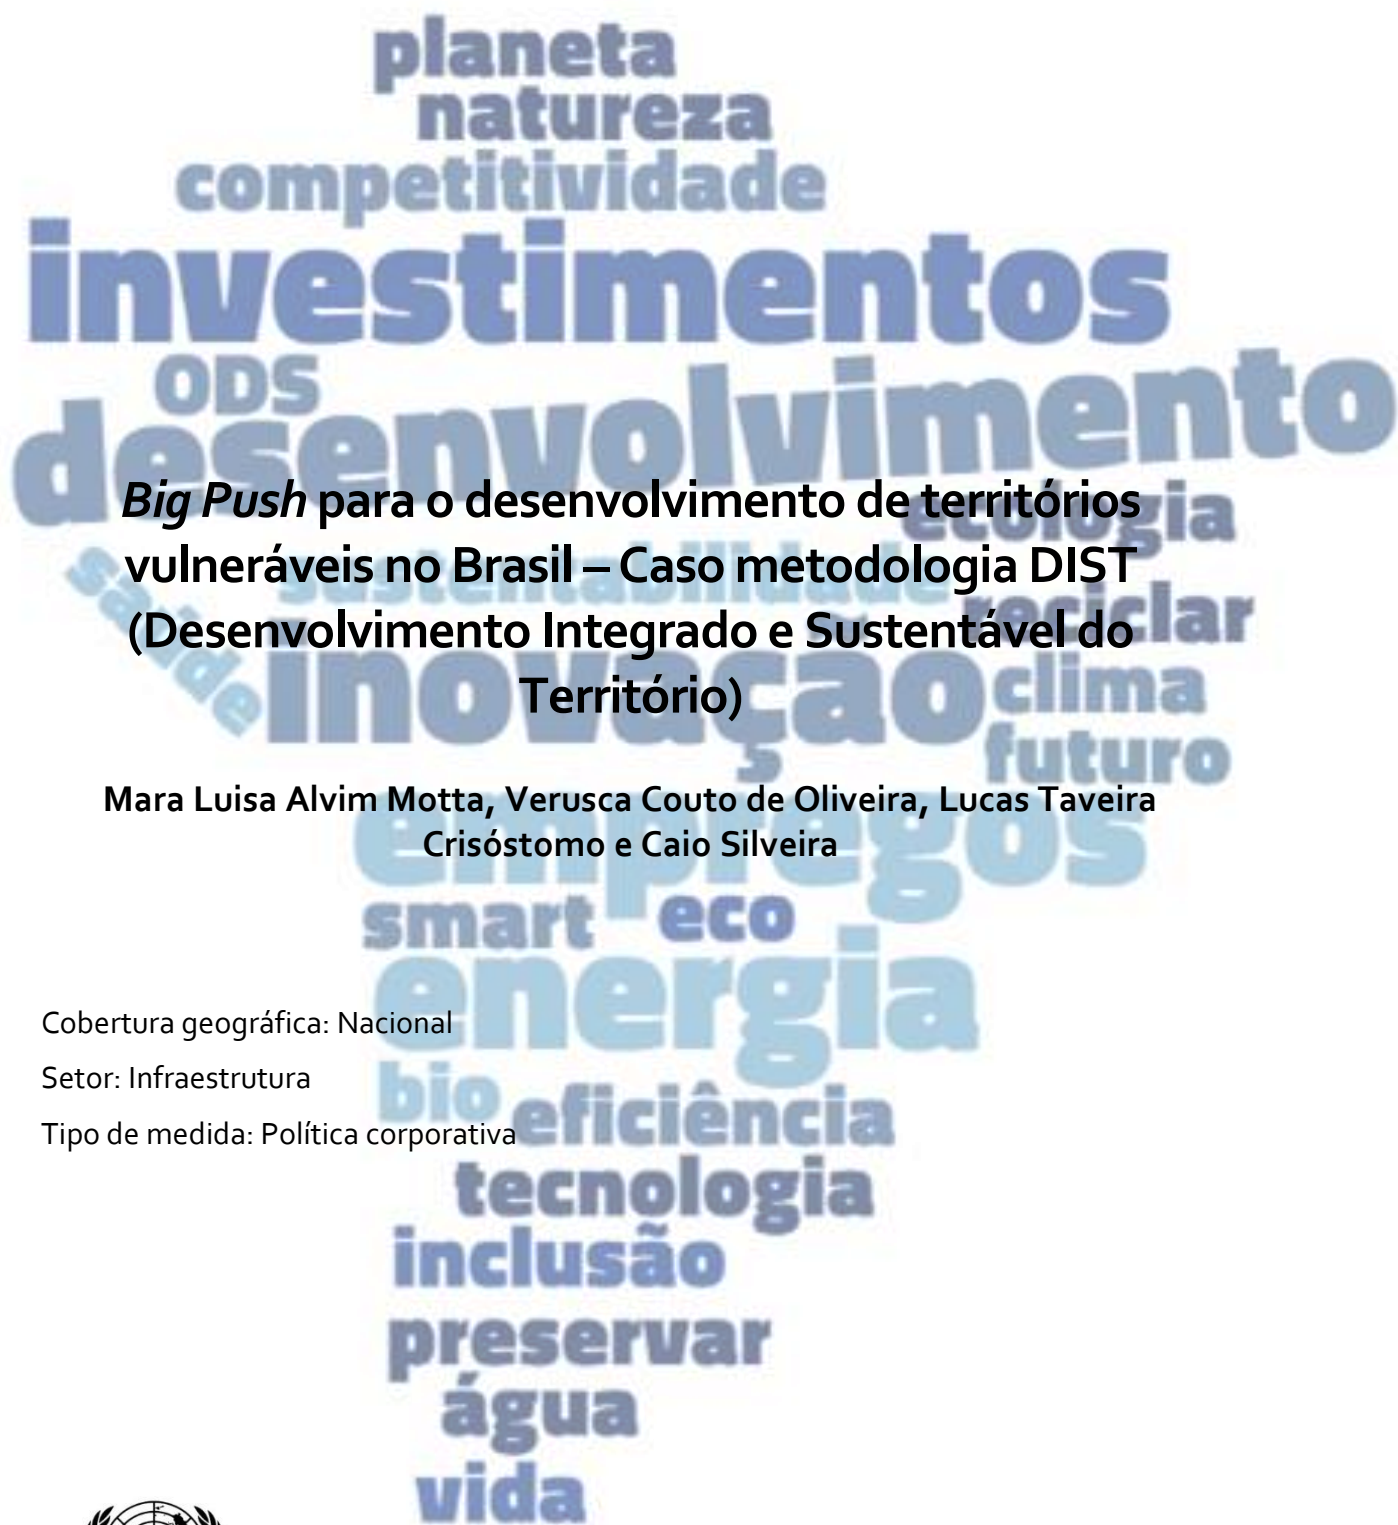 planeta
natureza
competitividade
investimentos
ODS
desenvolvimento
Big Push para o desenvolvimento de territórios
ecologia
vulneráveis no Brasil – Caso metodologia DIST
sustentabilidade
saúde
reciclar
(Desenvolvimento Integrado e Sustentável do
inovação
clima
Território)
futuro
Mara Luisa Alvim Motta, Verusca Couto de Oliveira, Lucas Taveira
empregos
Crisóstomo e Caio Silveira
smart eco
energia
Cobertura geográfica: Nacional
Setor: Infraestrutura
bio eficiência
Tipo de medida: Política corporativa
tecnologia
inclusão
preservar
água
vida